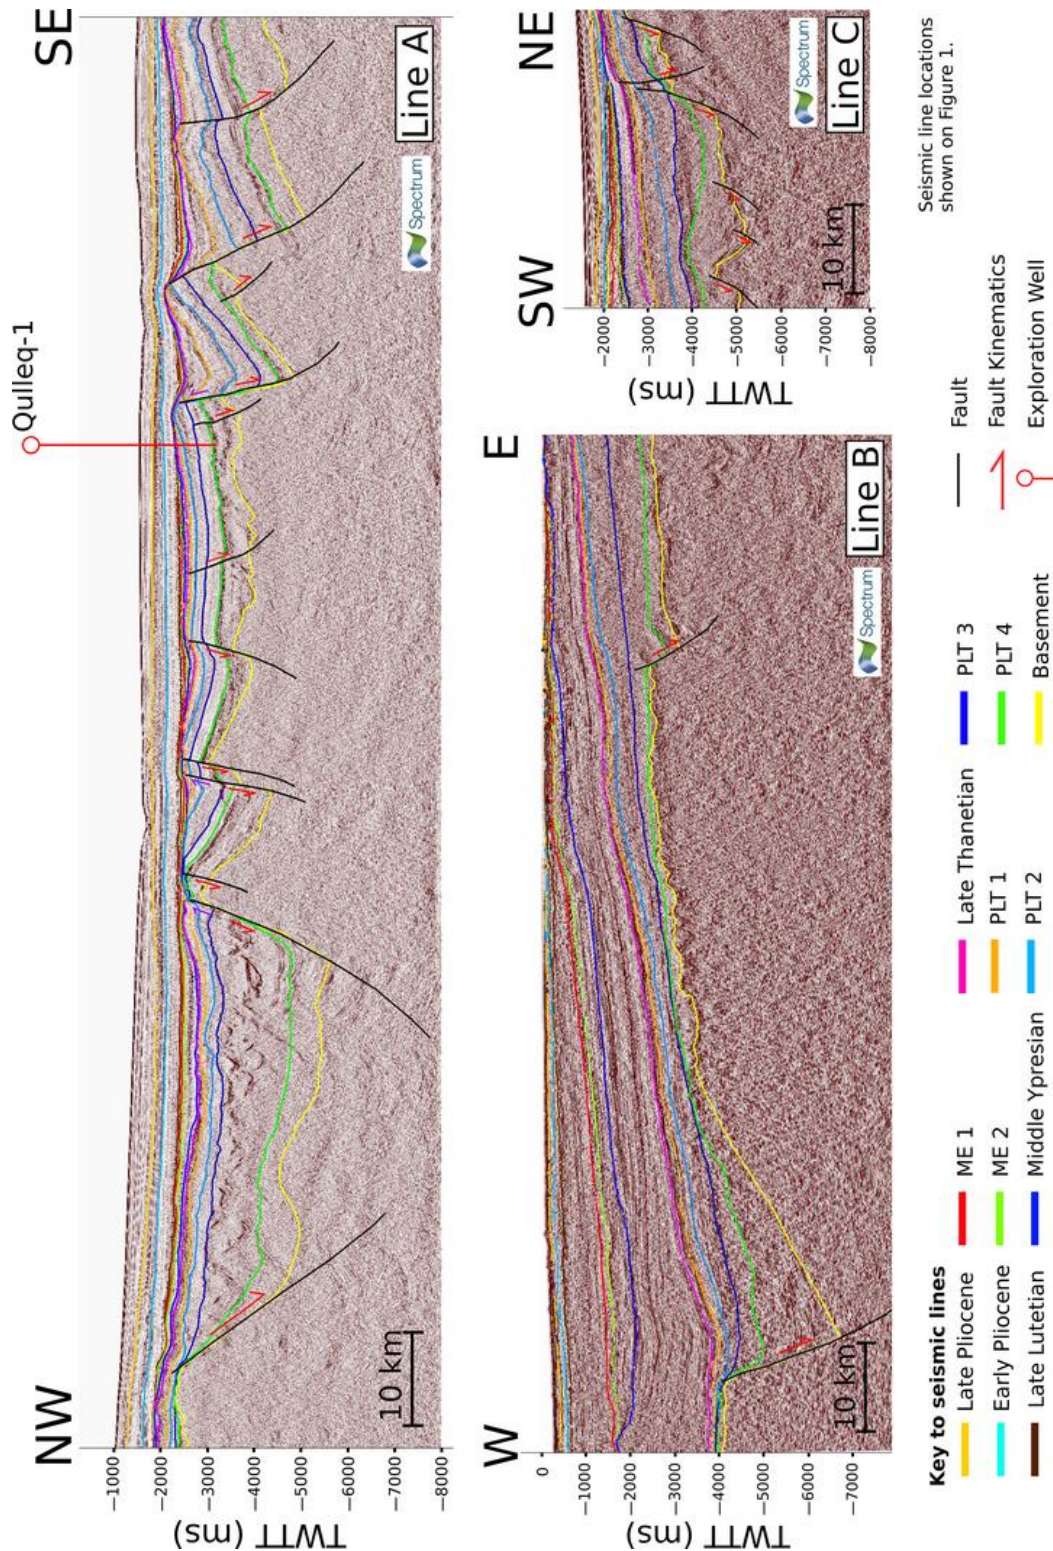 NW
SE
Qulleq-1
TWTT (ms)
−1000
−2000
−3000
−4000
−5000
−6000
−7000
−8000
10 km
Spectrum
Line A
W
E
TWTT (ms)
0
−1000
−2000
−3000
−4000
−5000
−6000
−7000
10 km
Spectrum
Line B
SW
NE
TWTT (ms)
−2000
−3000
−4000
−5000
−6000
−7000
−8000
10 km
Spectrum
Line C
Seismic line locations
shown on Figure 1.
Key to seismic lines
Late Pliocene
ME 1
Late Thanetian
PLT 3
Fault
Early Pliocene
ME 2
PLT 1
PLT 4
Fault Kinematics
Late Lutetian
Middle Ypresian
PLT 2
Basement
Exploration Well